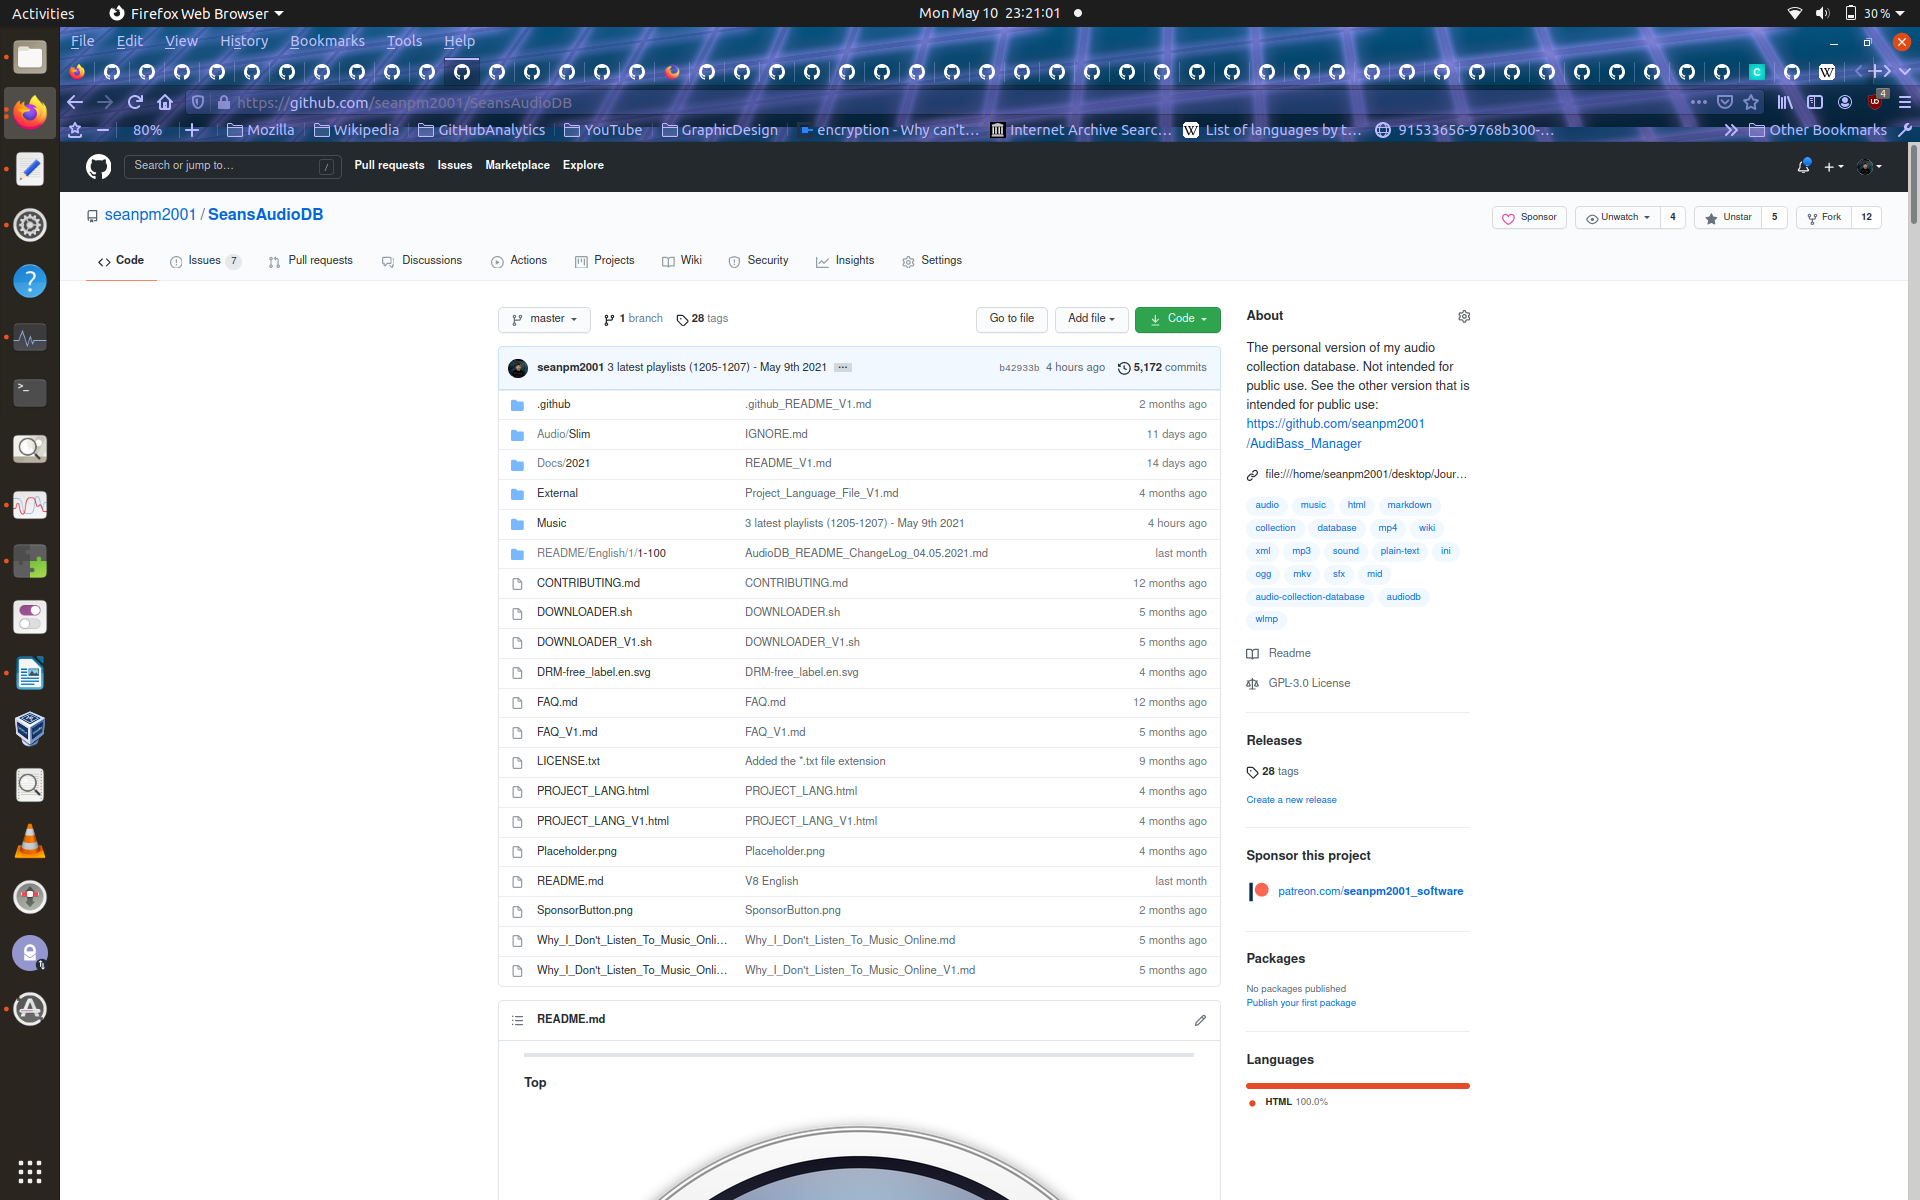 Activities Firefox Web Browser Mon May 10 23:21:01 30 %
File Edit View History Bookmarks Tools Help
https://github.com/seanpm2001/SeansAudioDB 4
80% Mozilla Wikipedia GitHubAnalytics YouTube GraphicDesign encryption - Why can't... Internet Archive Searc... List of languages by t... 91533656-9768b300-... Other Bookmarks
Search or jump to... / Pull requests Issues Marketplace Explore
seanpm2001 / SeansAudioDB Sponsor Unwatch 4 Unstar 5 Fork 12
Code Issues 7 Pull requests Discussions Actions Projects Wiki Security Insights Settings
master 1 branch 28 tags Go to file Add file Code
seanpm2001 3 latest playlists (1205-1207) - May 9th 2021 ... b42933b 4 hours ago 5,172 commits
.github .github_README_V1.md 2 months ago
Audio/Slim IGNORE.md 11 days ago
Docs/2021 README_V1.md 14 days ago
External Project_Language_File_V1.md 4 months ago
Music 3 latest playlists (1205-1207) - May 9th 2021 4 hours ago
README/English/1/1-100 AudioDB_README_ChangeLog_04.05.2021.md last month
CONTRIBUTING.md CONTRIBUTING.md 12 months ago
DOWNLOADER.sh DOWNLOADER.sh 5 months ago
DOWNLOADER_V1.sh DOWNLOADER_V1.sh 5 months ago
DRM-free_label.en.svg DRM-free_label.en.svg 4 months ago
FAQ.md FAQ.md 12 months ago
FAQ_V1.md FAQ_V1.md 5 months ago
LICENSE.txt Added the *.txt file extension 9 months ago
PROJECT_LANG.html PROJECT_LANG.html 4 months ago
PROJECT_LANG_V1.html PROJECT_LANG_V1.html 4 months ago
Placeholder.png Placeholder.png 4 months ago
README.md V8 English last month
SponsorButton.png SponsorButton.png 2 months ago
Why_I_Don't_Listen_To_Music_Onli... Why_I_Don't_Listen_To_Music_Online.md 5 months ago
Why_I_Don't_Listen_To_Music_Onli... Why_I_Don't_Listen_To_Music_Online_V1.md 5 months ago
README.md
Top
About
The personal version of my audio
collection database. Not intended for
public use. See the other version that is
intended for public use:
https://github.com/seanpm2001
/AudiBass_Manager
file:///home/seanpm2001/desktop/Jour...
audio music html markdown
collection database mp4 wiki
xml mp3 sound plain-text ini
ogg mkv sfx mid
audio-collection-database audiodb
wlmp
Readme
GPL-3.0 License
Releases
28 tags
Create a new release
Sponsor this project
patreon.com/seanpm2001_software
Packages
No packages published
Publish your first package
Languages
HTML 100.0%